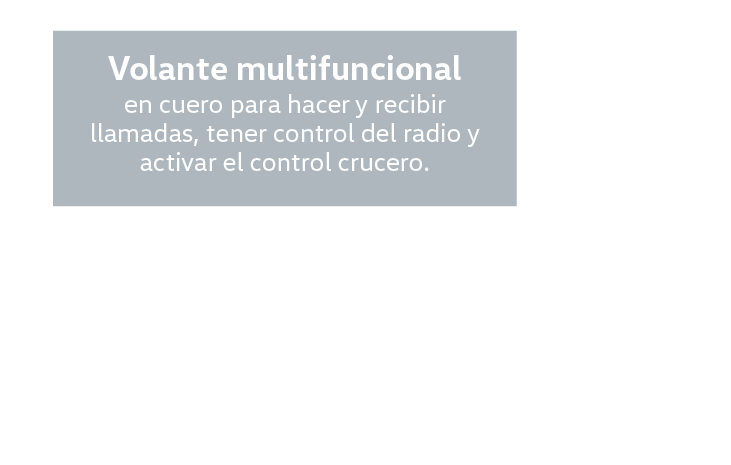 Volante multifuncional
en cuero para hacer y recibir
llamadas, tener control del radio y
activar el control crucero.